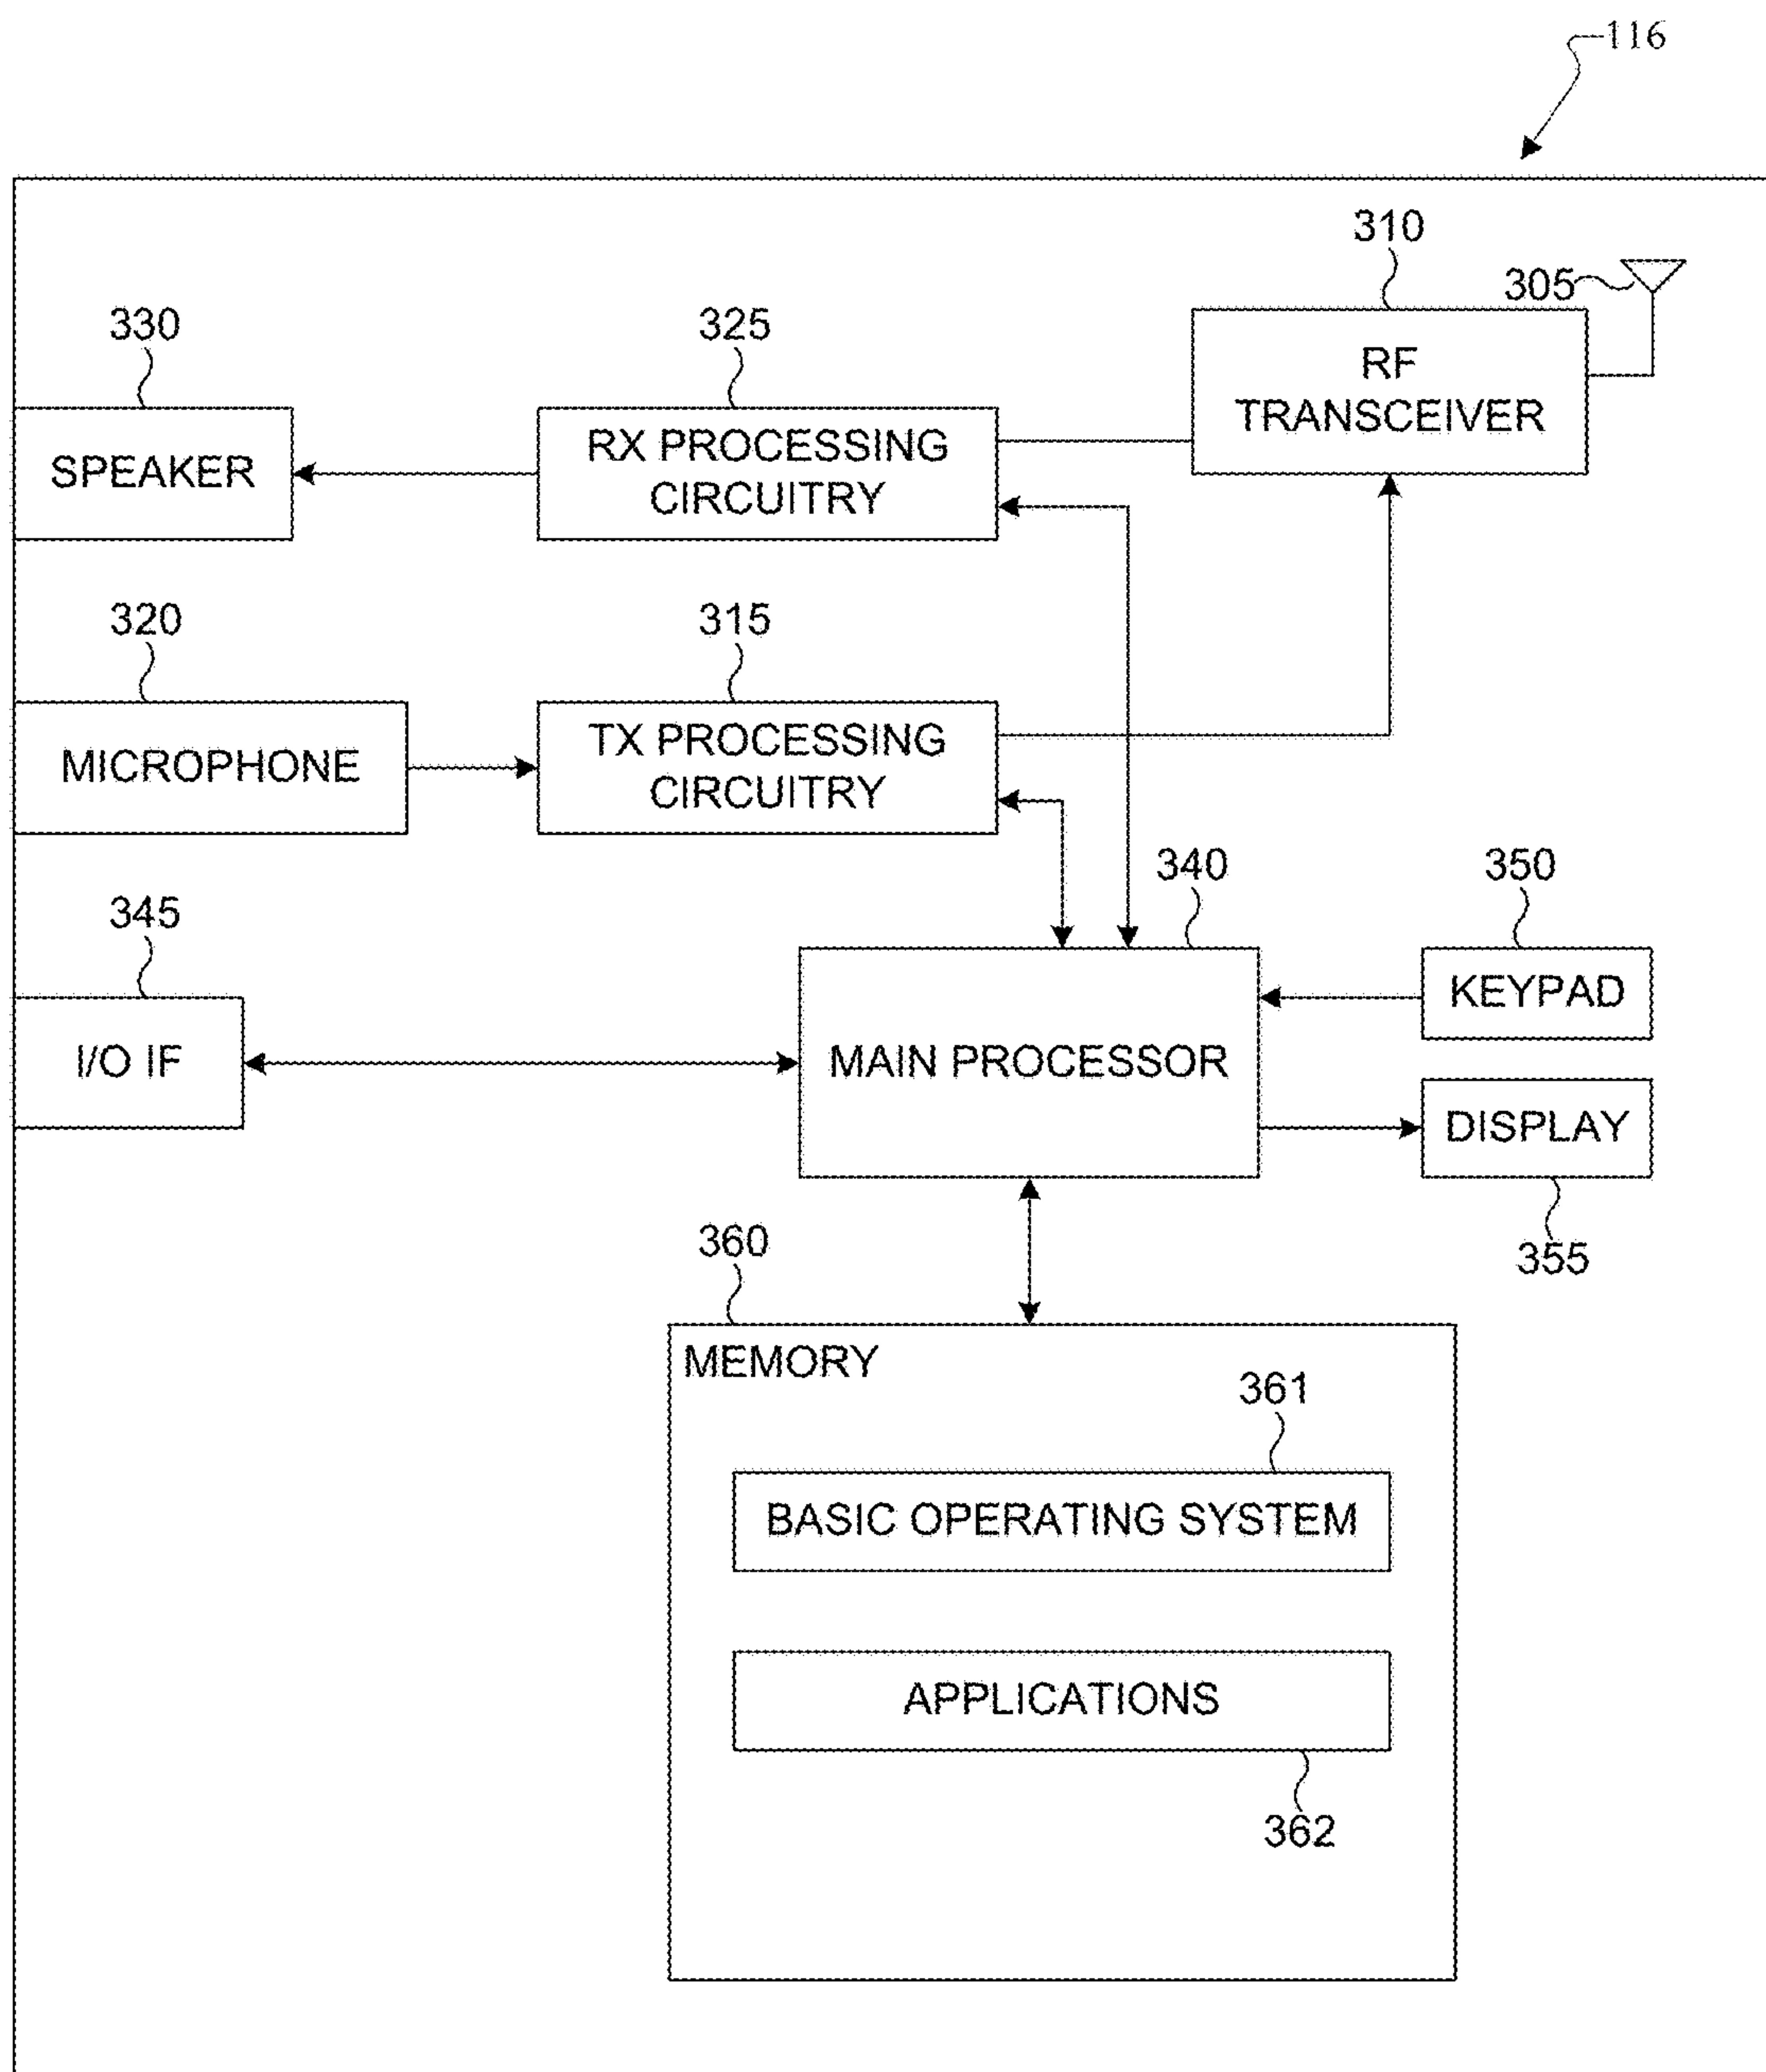 116
310
305
330
325
RF
TRANSCEIVER
SPEAKER
RX PROCESSING
CIRCUITRY
320
315
MICROPHONE
TX PROCESSING
CIRCUITRY
340
350
345
KEYPAD
I/O IF
MAIN PROCESSOR
DISPLAY
360
355
MEMORY
361
BASIC OPERATING SYSTEM
APPLICATIONS
362